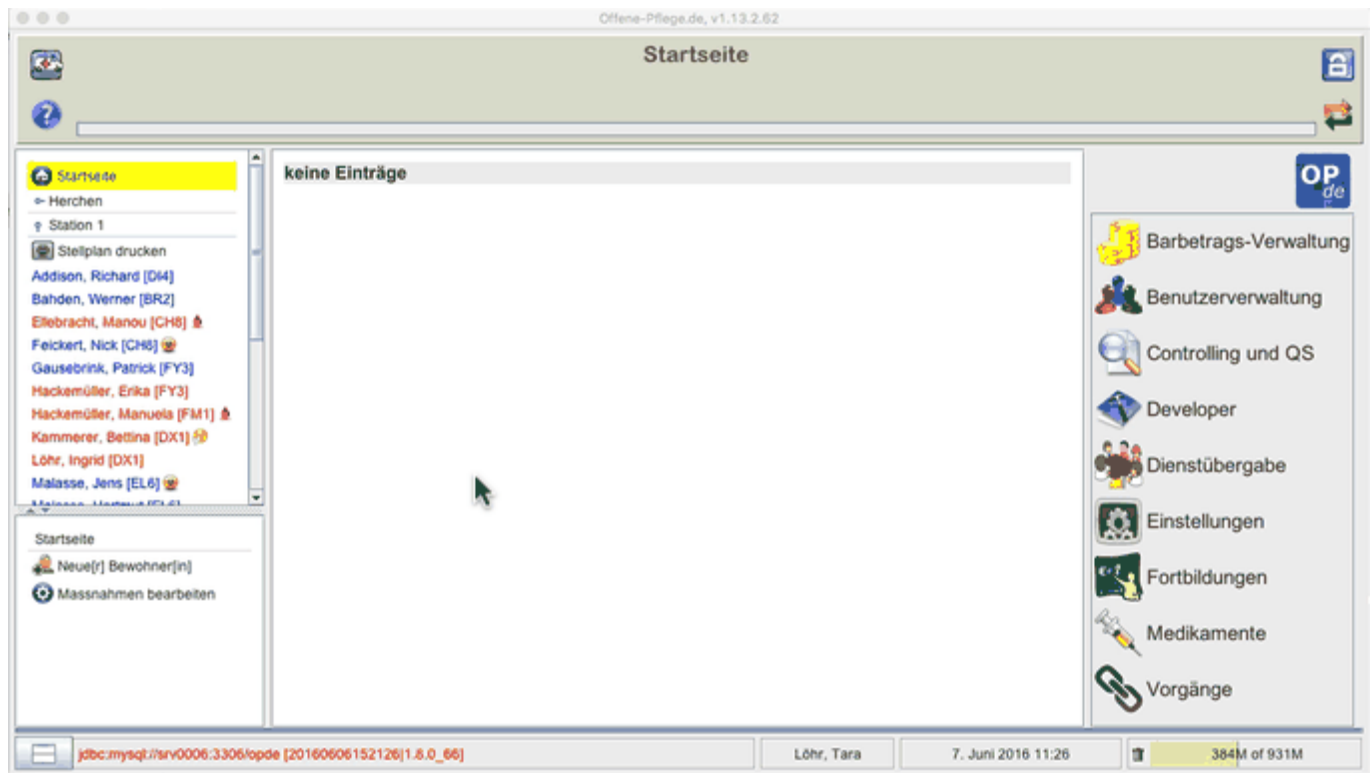 Offene-Pflege.de, v1.13.2.62
Startseite
Startseite
Herchen
Station 1
Stellplan drucken
Addison, Richard [DI4]
Bahden, Werner [BR2]
Ellebracht, Manou [CH8]
Feickert, Nick [CH8]
Gausebrink, Patrick [FY3]
Hackemüller, Erika [FY3]
Hackemüller, Manuela [FM1]
Kammerer, Bettina [DX1]
Löhr, Ingrid [DX1]
Malasse, Jens [EL6]
Startseite
Neue[r] Bewohner[in]
Massnahmen bearbeiten
keine Einträge
OP
de
Barbetrags-Verwaltung
Benutzerverwaltung
Controlling und QS
Developer
Dienstübergabe
Einstellungen
Fortbildungen
Medikamente
Vorgänge
jdbc:mysql://srv0006:3306/opde [20160606152126|1.8.0_66]
Löhr, Tara
7. Juni 2016 11:26
384M of 931M